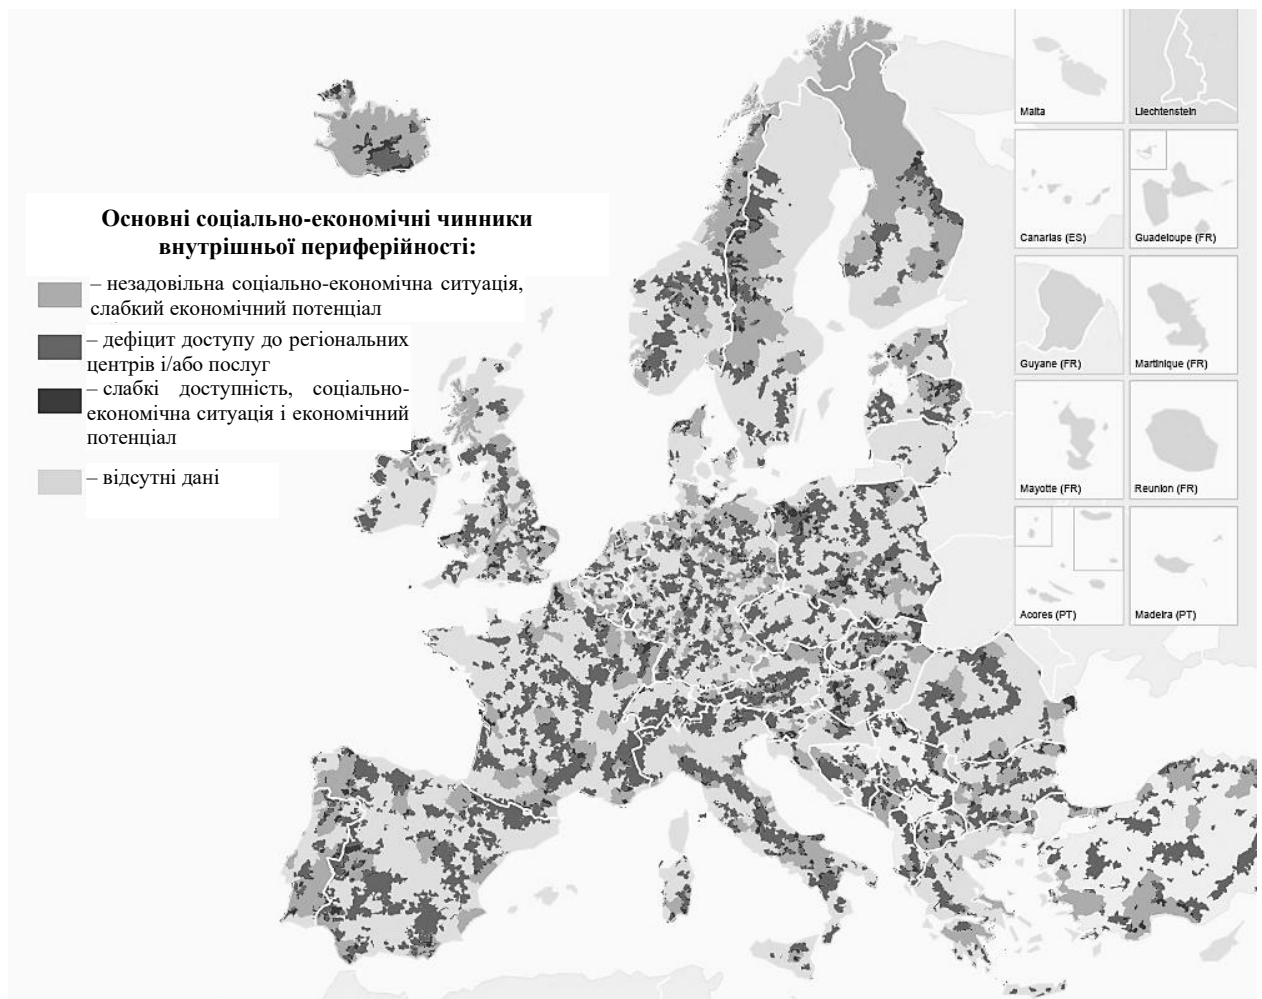 Malta
Liechtenstein
Canarias (ES)
Guadeloupe (FR)
Guyane (FR)
Martinique (FR)
Mayotte (FR)
Reunion (FR)
Acores (PT)
Madeira (PT)
Основні соціально-економічні чинники
внутрішньої периферійності:
– незадовільна соціально-економічна ситуація,
слабкий економічний потенціал
– дефіцит доступу до регіональних
центрів і/або послуг
– слабкі доступність, соціально-
економічна ситуація і економічний
потенціал
– відсутні дані